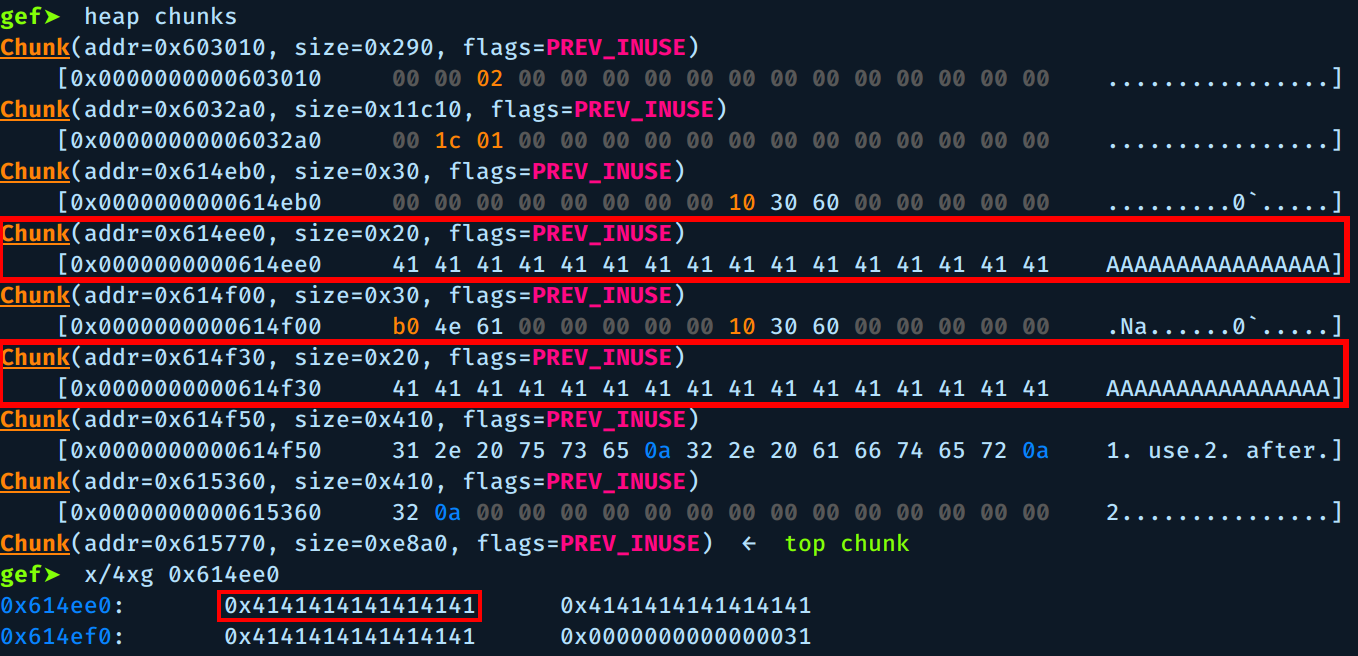 gef➤  heap chunks
Chunk(addr=0x603010, size=0x290, flags=PREV_INUSE)
    [0x0000000000603010     00 00 02 00 00 00 00 00 00 00 00 00 00 00 00 00    ................]
Chunk(addr=0x6032a0, size=0x11c10, flags=PREV_INUSE)
    [0x00000000006032a0     00 1c 01 00 00 00 00 00 00 00 00 00 00 00 00 00    ................]
Chunk(addr=0x614eb0, size=0x30, flags=PREV_INUSE)
    [0x0000000000614eb0     00 00 00 00 00 00 00 00 10 30 60 00 00 00 00 00    .........0`.....]
Chunk(addr=0x614ee0, size=0x20, flags=PREV_INUSE)
    [0x0000000000614ee0     41 41 41 41 41 41 41 41 41 41 41 41 41 41 41 41    AAAAAAAAAAAAAAAA]
Chunk(addr=0x614f00, size=0x30, flags=PREV_INUSE)
    [0x0000000000614f00     b0 4e 61 00 00 00 00 00 10 30 60 00 00 00 00 00    .Na......0`.....]
Chunk(addr=0x614f30, size=0x20, flags=PREV_INUSE)
    [0x0000000000614f30     41 41 41 41 41 41 41 41 41 41 41 41 41 41 41 41    AAAAAAAAAAAAAAAA]
Chunk(addr=0x614f50, size=0x410, flags=PREV_INUSE)
    [0x0000000000614f50     31 2e 20 75 73 65 0a 32 2e 20 61 66 74 65 72 0a    1. use.2. after.]
Chunk(addr=0x615360, size=0x410, flags=PREV_INUSE)
    [0x0000000000615360     32 0a 00 00 00 00 00 00 00 00 00 00 00 00 00 00    2...............]
Chunk(addr=0x615770, size=0xe8a0, flags=PREV_INUSE)  ←  top chunk
gef➤  x/4xg 0x614ee0
0x614ee0:       0x4141414141414141      0x4141414141414141
0x614ef0:       0x4141414141414141      0x0000000000000031